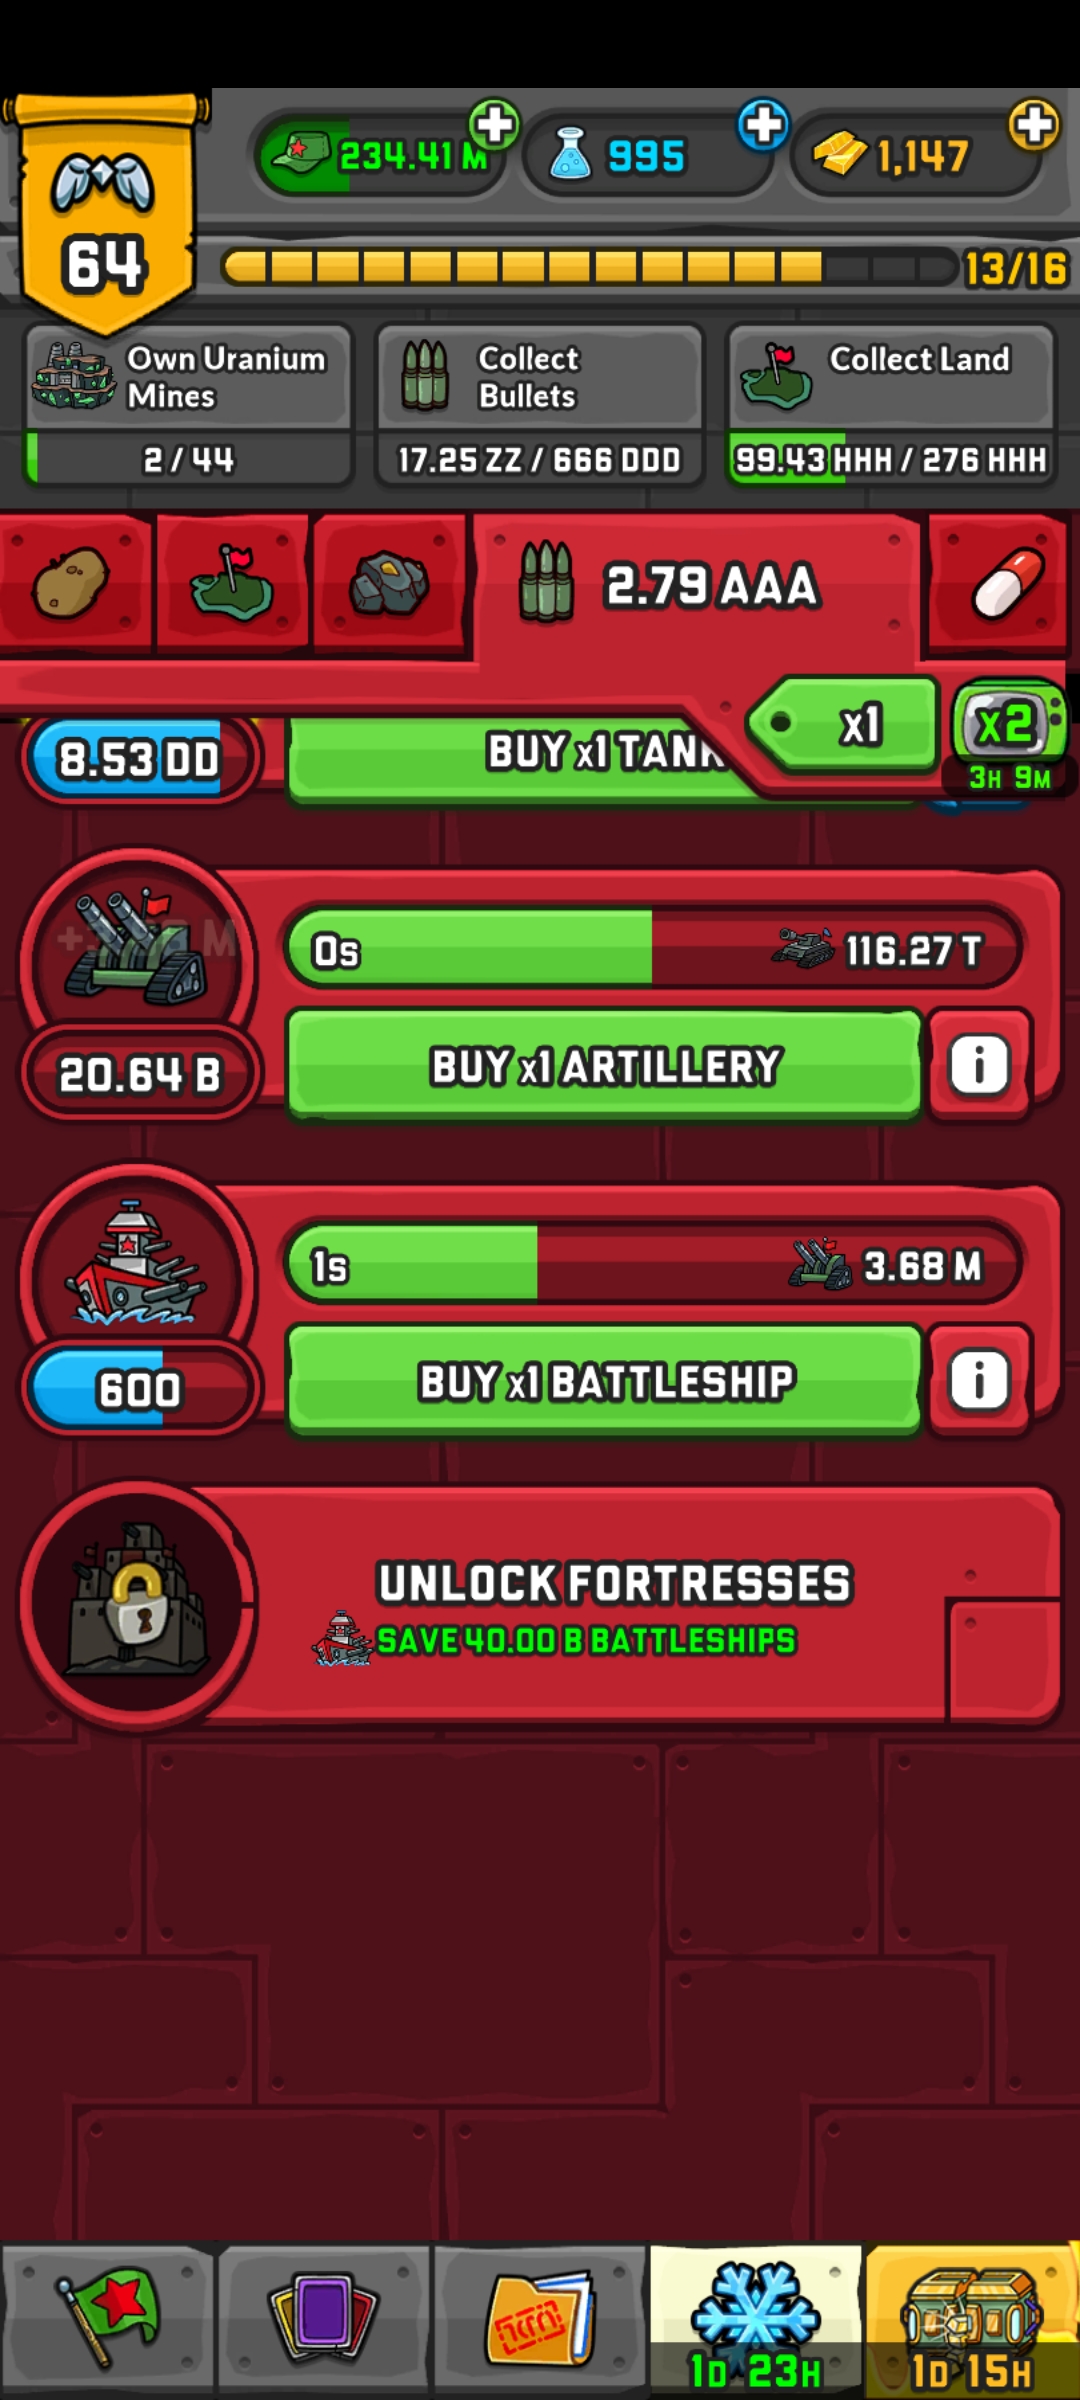 234.41 M
995
1,147
64
13/16
Own Uranium
Mines
2 / 44
Collect
Bullets
17.25 ZZ / 666 DDD
Collect Land
99.43 HHH / 276 HHH
2.79 AAA
x1
x2
3H 9M
8.53 DD
BUY x1 TANK
0s
116.27 T
20.64 B
BUY x1 ARTILLERY
i
1s
3.68 M
600
BUY x1 BATTLESHIP
i
UNLOCK FORTRESSES
SAVE 40.00 B BATTLESHIPS
1D 23H
1D 15H